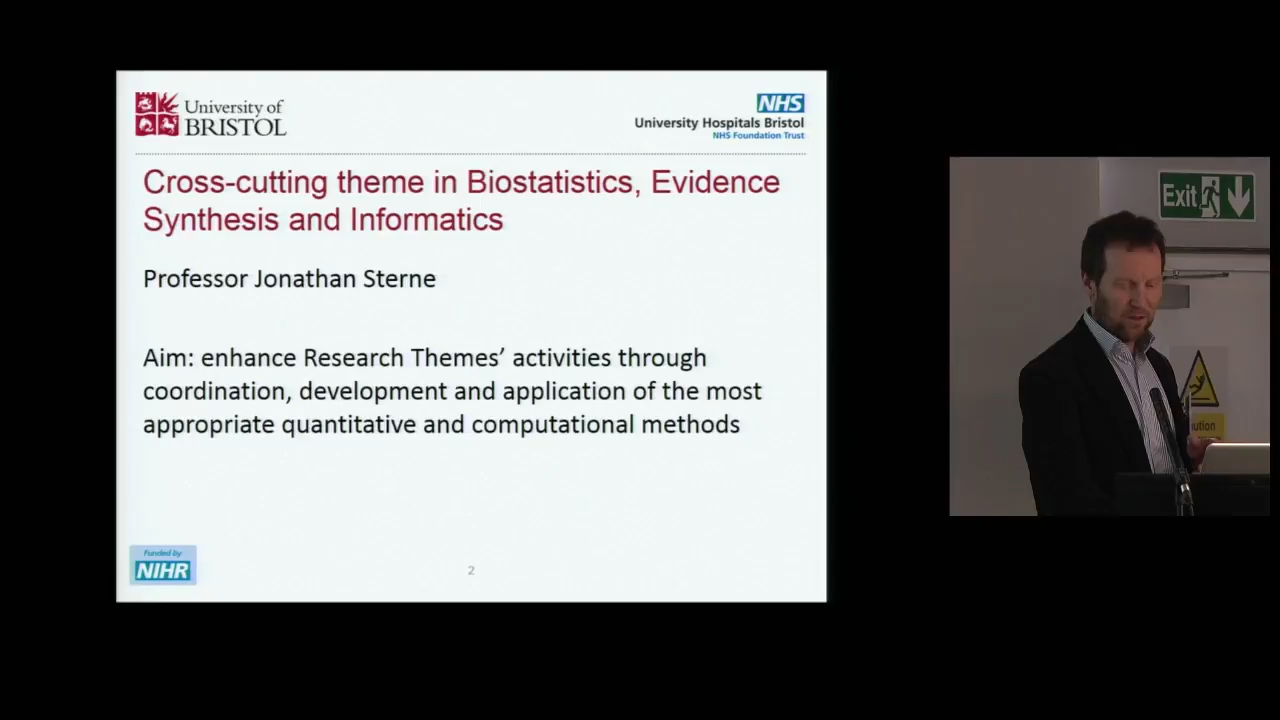 University of
BRISTOL
NHS
University Hospitals Bristol
NHS Foundation Trust
Cross-cutting theme in Biostatistics, Evidence
Synthesis and Informatics
Professor Jonathan Sterne
Aim: enhance Research Themes’ activities through
coordination, development and application of the most
appropriate quantitative and computational methods
Funded by
NIHR
2
Exit
ution